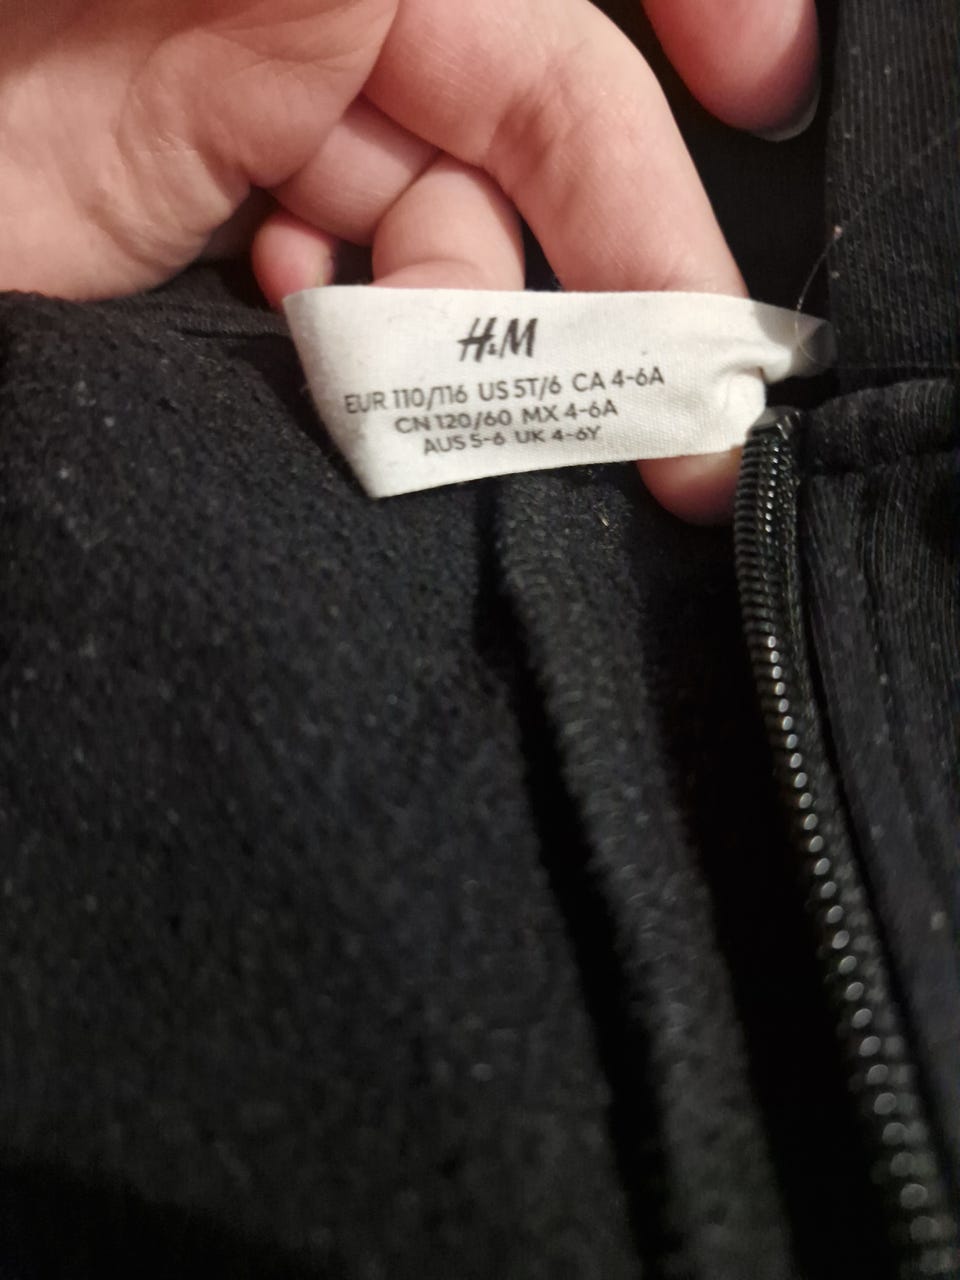 H&M
EUR 110/116 US 5T/6 CA 4-6A
CN 120/60 MX 4-6A
AUS 5-6 UK 4-6Y